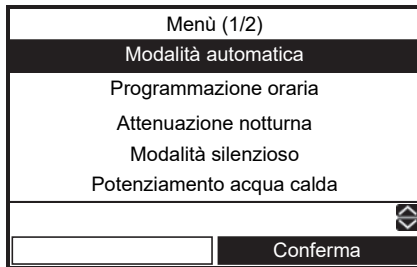 Menù (1/2)
Modalità automatica
Programmazione oraria
Attenuazione notturna
Modalità silenzioso
Potenziamento acqua calda
Conferma